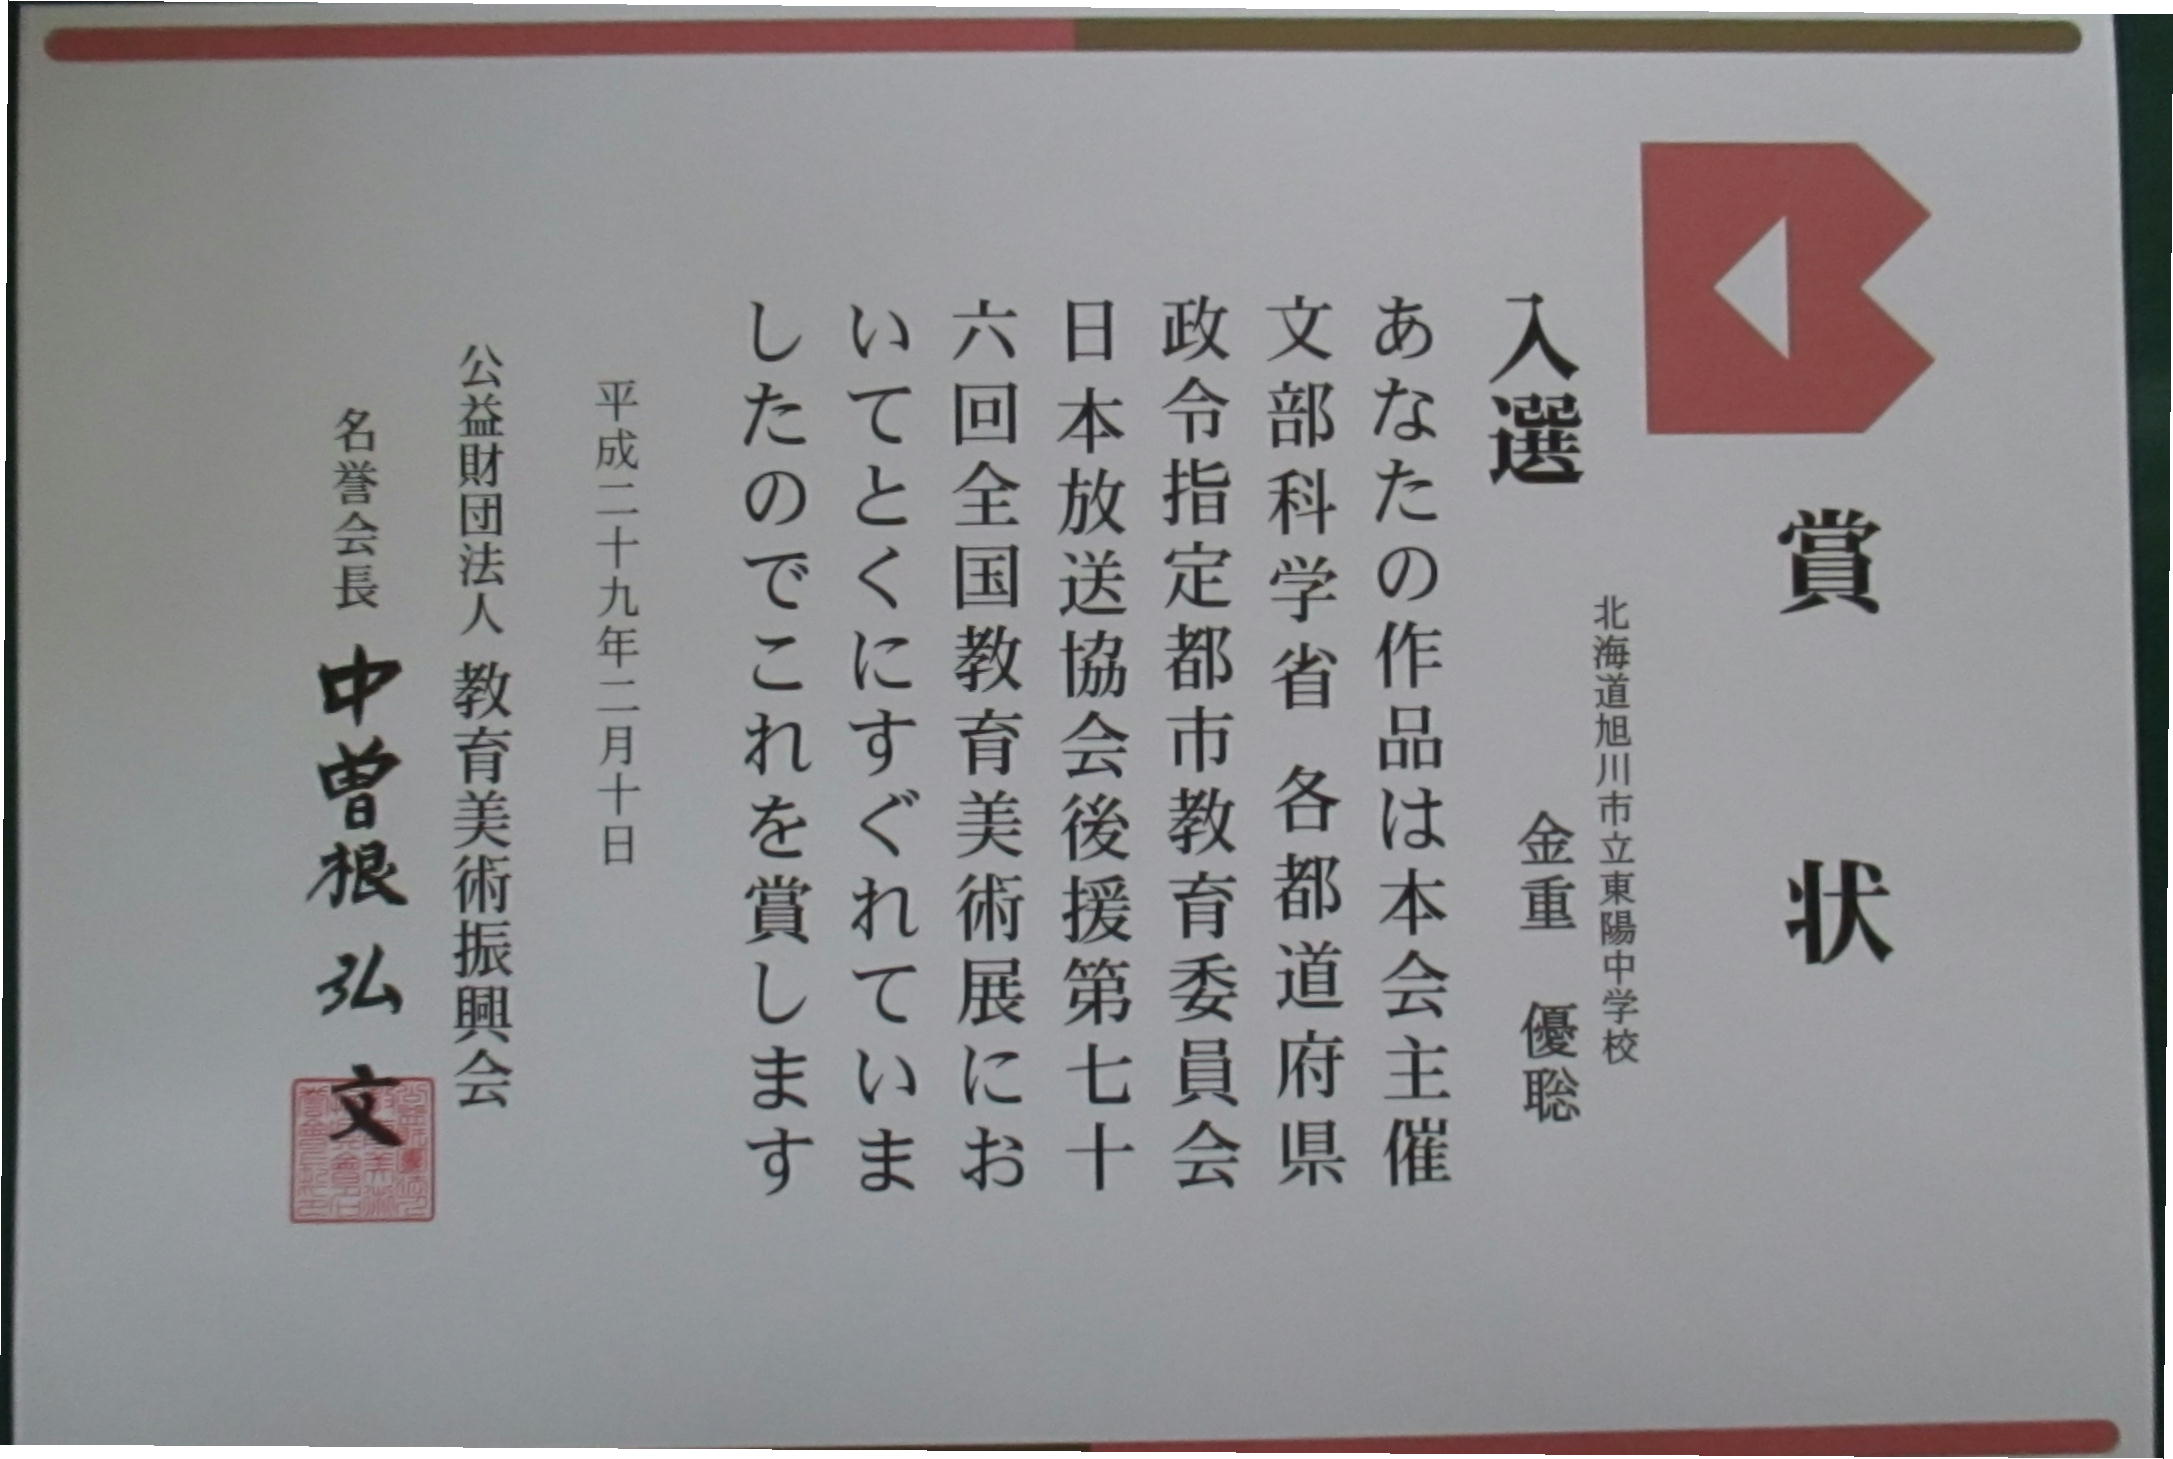 賞状
北海道旭川市立東陽中学校
入選 金重 優聡
あなたの作品は本会主催
文部科学省 各都道府県
政令指定都市教育委員会
日本放送協会後援第七十
六回全国教育美術展にお
いてとくにすぐれていま
したのでこれを賞します
平成二十九年二月十日
公益財団法人 教育美術振興会
名誉会長 中曽根弘文